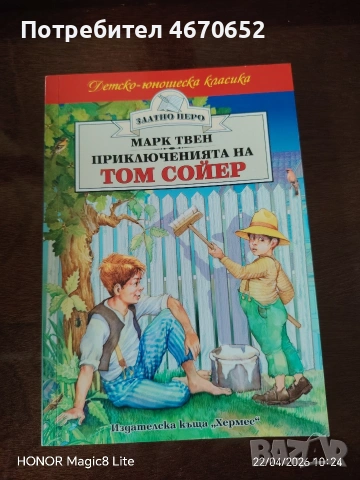 Потребител 4670652
Детско-юношеска класика
ЗЛАТНО ПЕРО
МАРК ТВЕН
ПРИКЛЮЧЕНИЯТА НА
ТОМ СОЙЕР
Издателска къща „Хермес“
HONOR Magic8 Lite
22/04/2026 10:24
BAZAR